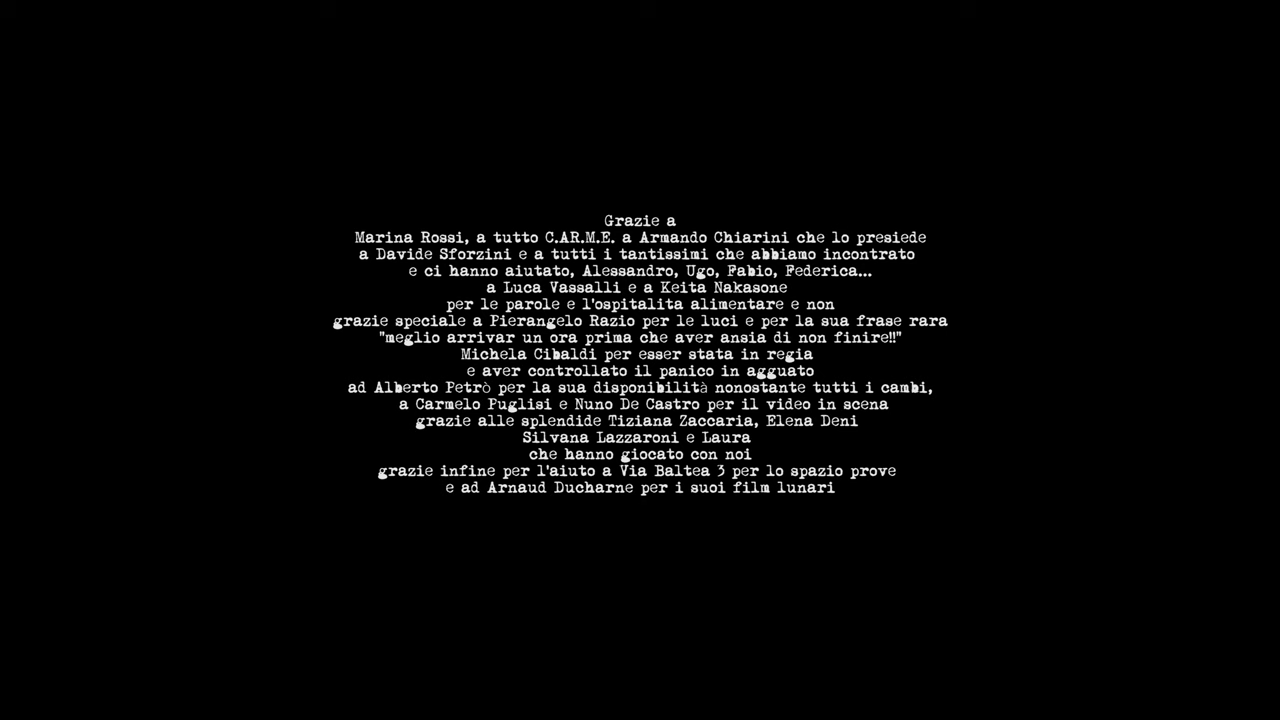 Grazie a
Marina Rossi, a tutto C.AR.M.E. a Armando Chiarini che lo presiede
a Davide Sforzini e a tutti i tantissimi che abbiamo incontrato
e ci hanno aiutato, Alessandro, Ugo, Fabio, Federica...
a Luca Vassalli e a Keita Nakasone
per le parole e l'ospitalita alimentare e non
grazie speciale a Pierangelo Razio per le luci e per la sua frase rara
"meglio arrivar un ora prima che aver ansia di non finire!!"
Michela Cibaldi per esser stata in regia
e aver controllato il panico in agguato
ad Alberto Petrò per la sua disponibilità nonostante tutti i cambi,
a Carmelo Puglisi e Nuno De Castro per il video in scena
grazie alle splendide Tiziana Zaccaria, Elena Deni
Silvana Lazzaroni e Laura
che hanno giocato con noi
grazie infine per l'aiuto a Via Baltea 3 per lo spazio prove
e ad Arnaud Ducharne per i suoi film lunari